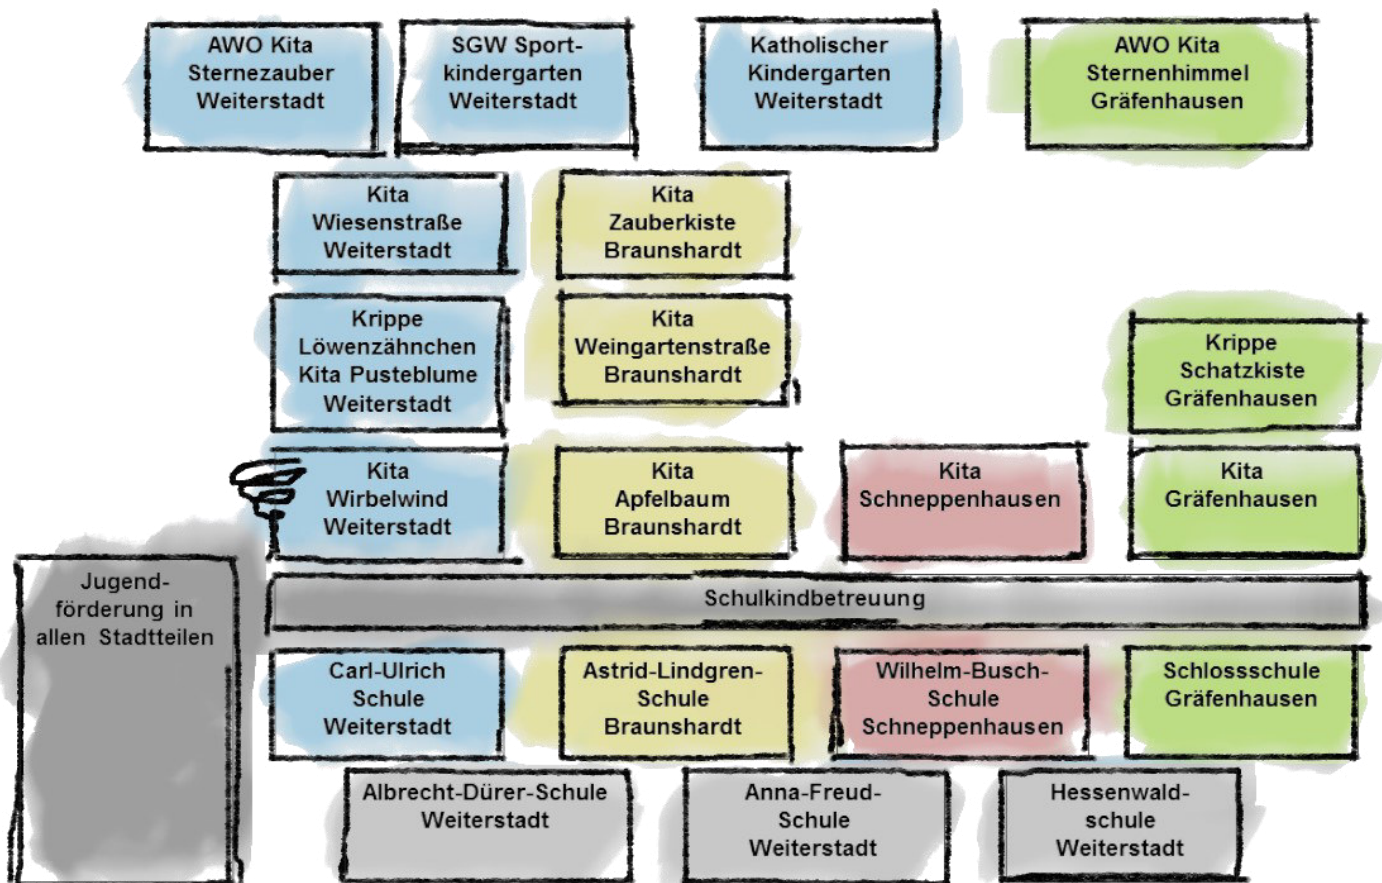 AWO Kita
Sternezauber
Weiterstadt
SGW Sport-
kindergarten
Weiterstadt
Katholischer
Kindergarten
Weiterstadt
AWO Kita
Sternenhimmel
Gräfenhausen
Kita
Wiesenstraße
Weiterstadt
Kita
Zauberkiste
Braunshardt
Krippe
Löwenzähnchen
Kita Pusteblume
Weiterstadt
Kita
Weingartenstraße
Braunshardt
Krippe
Schatzkiste
Gräfenhausen
Kita
Wirbelwind
Weiterstadt
Kita
Apfelbaum
Braunshardt
Kita
Schneppenhausen
Kita
Gräfenhausen
Jugend-
förderung in
allen Stadtteilen
Schulkindbetreuung
Carl-Ulrich
Schule
Weiterstadt
Astrid-Lindgren-
Schule
Braunshardt
Wilhelm-Busch-
Schule
Schneppenhausen
Schlossschule
Gräfenhausen
Albrecht-Dürer-Schule
Weiterstadt
Anna-Freud-
Schule
Weiterstadt
Hessenwald-
schule
Weiterstadt